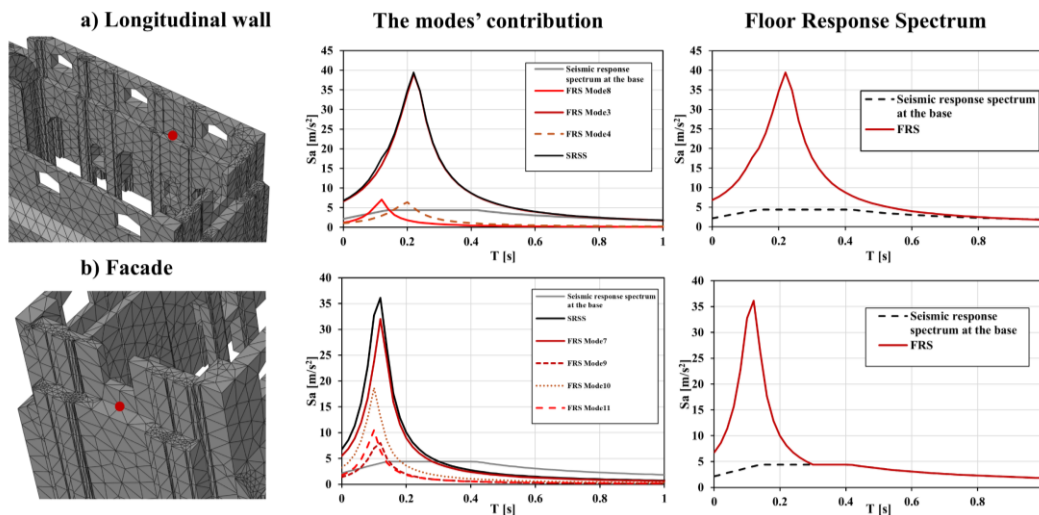 a) Longitudinal wall
The modes' contribution
Floor Response Spectrum
45
40
35
30
25
20
15
10
5
0
Sa [m/s²]
0 0.2 0.4 0.6 0.8 1
T [s]
Seismic response
spectrum at the base
FRS Mode8
FRS Mode3
FRS Mode4
SRSS
45
40
35
30
25
20
15
10
5
0
Sa [m/s²]
0 0.2 0.4 0.6 0.8
T [s]
Seismic response spectrum
at the base
FRS
b) Facade
40
35
30
25
20
15
10
5
0
Sa [m/s²]
0 0.2 0.4 0.6 0.8 1
T [s]
Seismic response spectrum
at the base
SRSS
FRS Mode7
FRS Mode9
FRS Mode10
FRS Mode11
40
35
30
25
20
15
10
5
0
Sa [m/s²]
0 0.2 0.4 0.6 0.8
T [s]
Seismic response
spectrum at the base
FRS